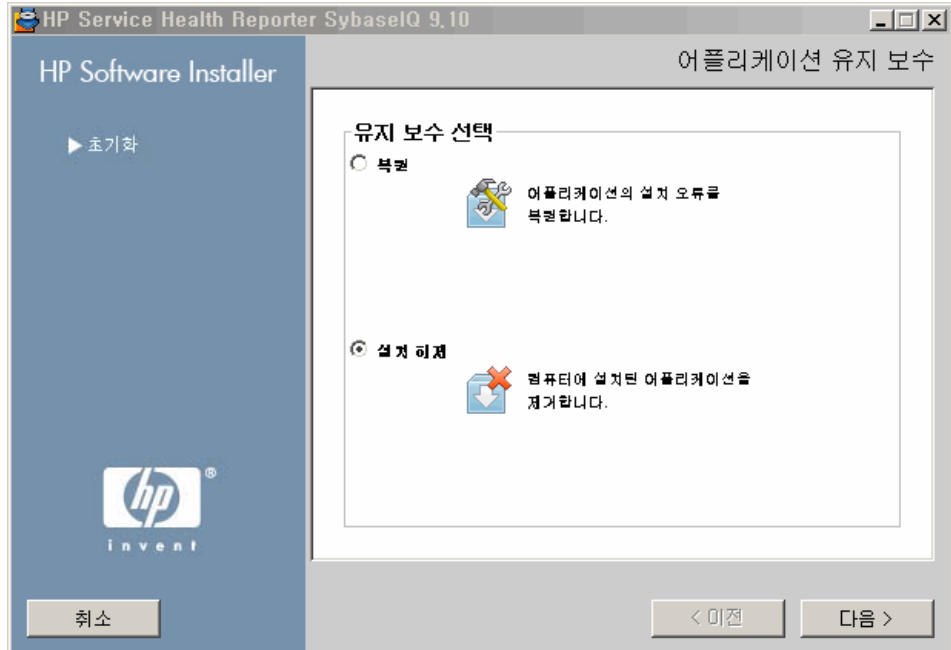 HP Service Health Reporter SybaseIQ 9.10
HP Software Installer
어플리케이션 유지 보수
▶ 초기화
유지 보수 선택
복원
어플리케이션의 설치 오류를
복원합니다.
설치 해제
컴퓨터에 설치된 어플리케이션을
제거합니다.
hp ®
invent
취소
< 이전
다음 >